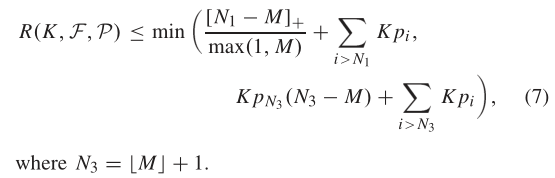 R(K, F, P) ≤ min ( [N₁ − M]₊ / max(1, M) + ∑_{i>N₁} Kpᵢ,
Kp_{N₃}(N₃ − M) + ∑_{i>N₃} Kpᵢ ), (7)
where N₃ = ⌊M⌋ + 1.